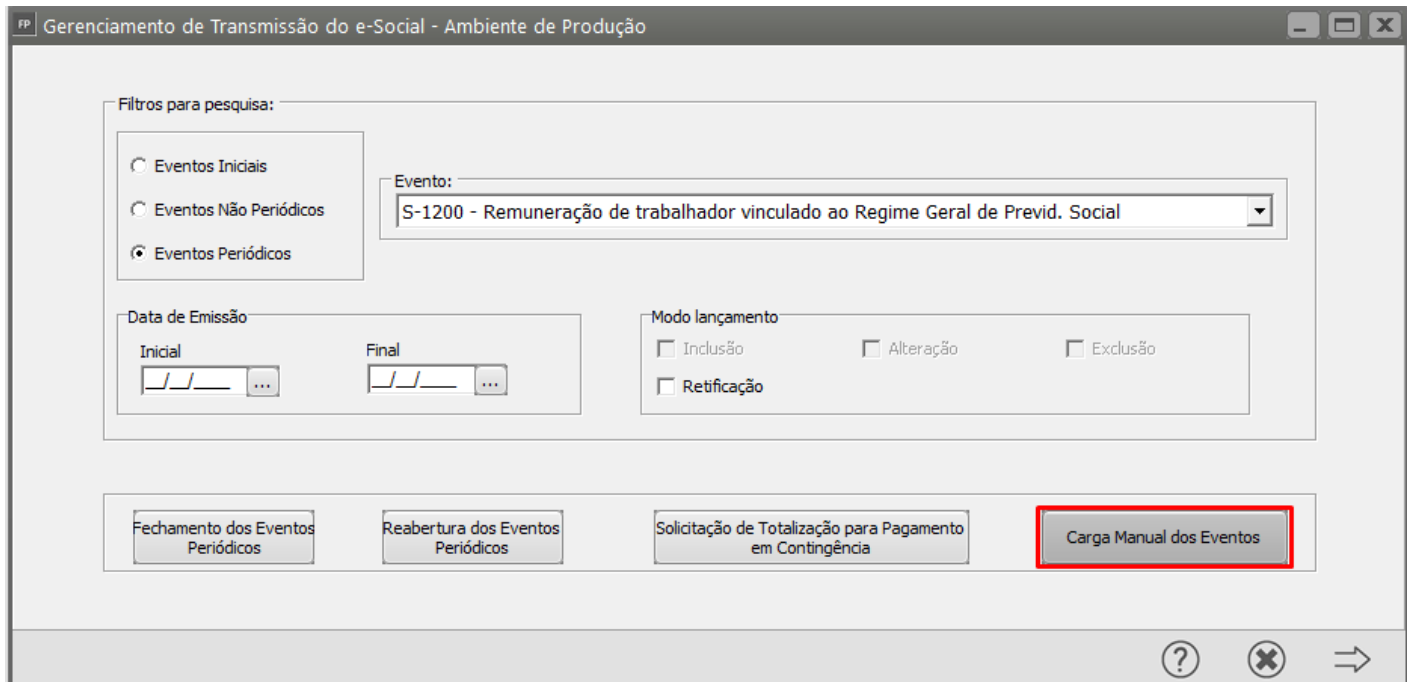 FP Gerenciamento de Transmissão do e-Social - Ambiente de Produção
Filtros para pesquisa:
Eventos Iniciais
Eventos Não Periódicos
Eventos Periódicos
Evento:
S-1200 - Remuneração de trabalhador vinculado ao Regime Geral de Previd. Social
Data de Emissão
Inicial
Final
__/__/____ ...
__/__/____ ...
Modo lançamento
Inclusão
Alteração
Exclusão
Retificação
Fechamento dos Eventos
Periódicos
Reabertura dos Eventos
Periódicos
Solicitação de Totalização para Pagamento
em Contingência
Carga Manual dos Eventos
?